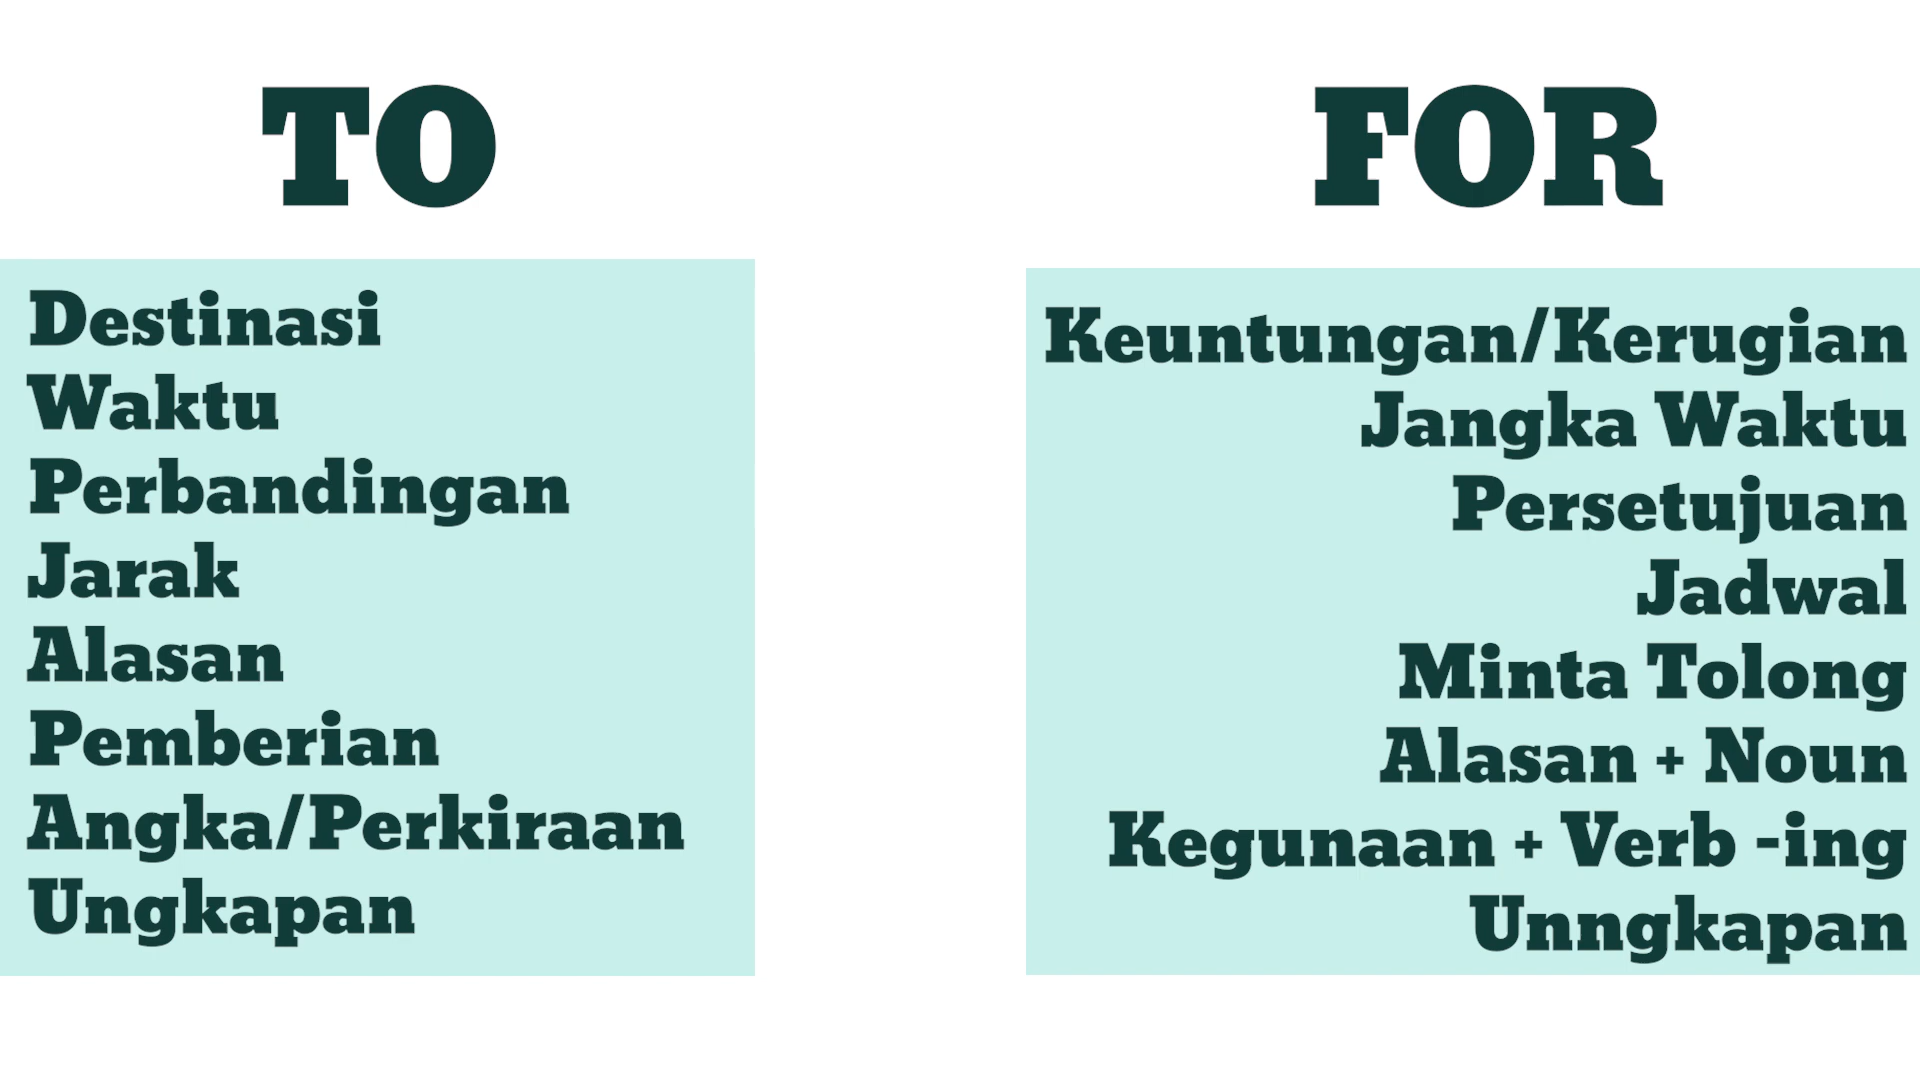 TO
Destinasi
Waktu
Perbandingan
Jarak
Alasan
Pemberian
Angka/Perkiraan
Ungkapan
FOR
Keuntungan/Kerugian
Jangka Waktu
Persetujuan
Jadwal
Minta Tolong
Alasan + Noun
Kegunaan + Verb -ing
Unngkapan